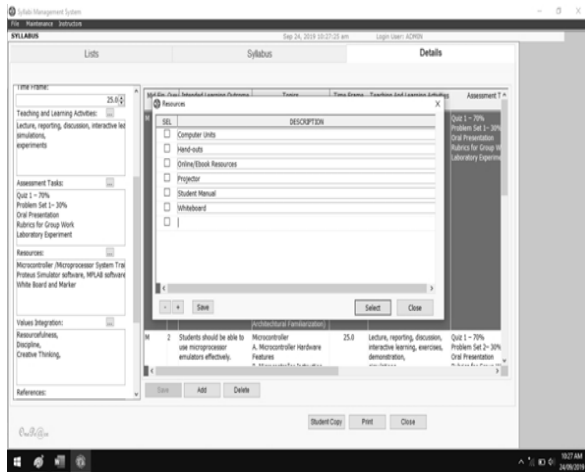 Syllabi Management System
File Maintenance Instructors
SYLLABUS
Sep 24, 2019 10:27:25 am
Login User: ADMIN
Lists
Syllabus
Details
Time Frame:
25.0
Teaching and Learning Activities:
Lecture, reporting, discussion, interactive lea
simulations,
experiments
Assessment Tasks:
Quiz 1 – 70%
Problem Set 1– 30%
Oral Presentation
Rubrics for Group Work
Laboratory Experiment
Resources:
Microcontroller /Microprocessor System Trai
Proteus Simulator software, MPLAB software
White Board and Marker
Values Integration:
Resourcefulness,
Discipline,
Creative Thinking,
References:
Intended Learning Outcome Topics Time Frame Teaching And Learning Activities Assessment T
Quiz 1 – 70%
Problem Set 1– 30%
Oral Presentation
Rubrics for Group W
Laboratory Experime
Resources
SEL DESCRIPTION
Computer Units
Hand-outs
Online/Ebook Resources
Projector
Student Manual
Whiteboard
- + Save Select Close
Architechtural Familiarization)
M 2 Students should be able to Microcontroller 25.0 Lecture, reporting, discussion, Quiz 1 – 70%
use microprocessor A. Microcontroller Hardware interactive learning, exercises, Problem Set 2– 30%
emulators effectively. Features demonstration, Oral Presentation
Save Add Delete
Student Copy Print Close
10:27 AM
24/09/2019